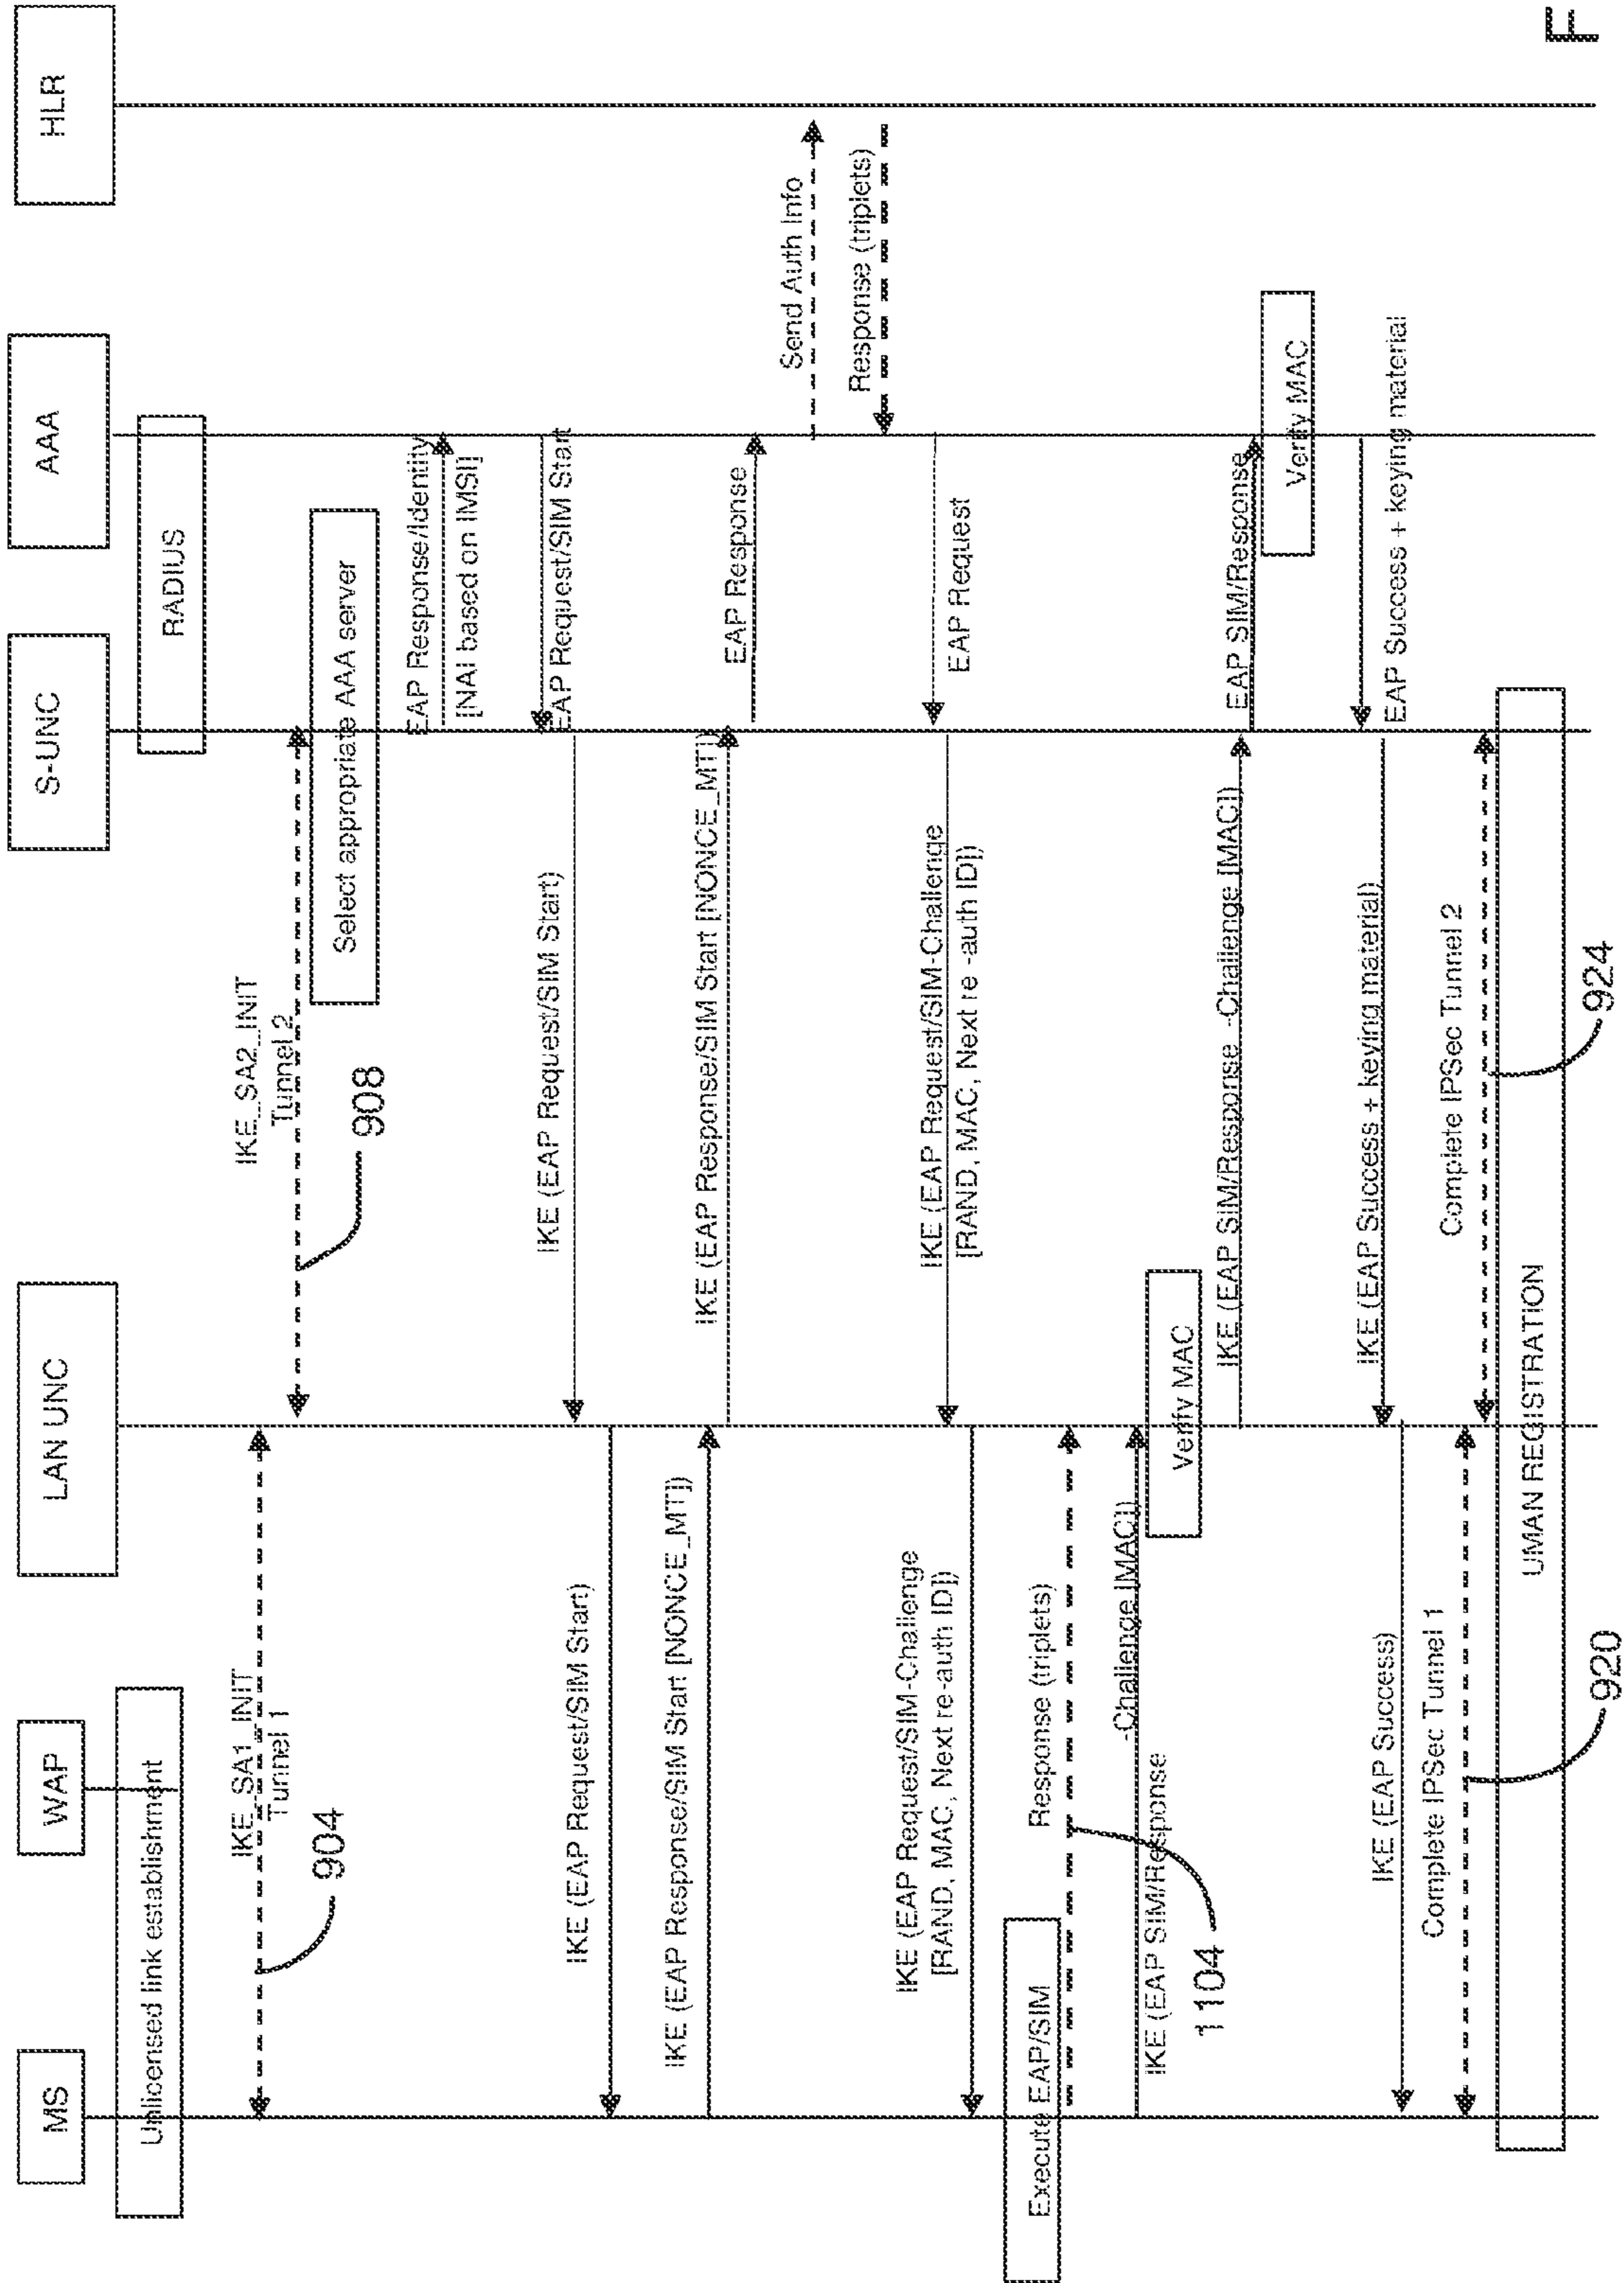 MS
WAP
LAN UNC
S-UNC
AAA
HLR
Unlicensed link establishment
RADIUS
IKE_SA1_INIT
Tunnel 1
904
IKE_SA2_INIT
Tunnel 2
908
Select appropriate AAA server
EAP Response/Identity
[NAI based on IMSI]
EAP Request/SIM Start
IKE (EAP Request/SIM Start)
IKE (EAP Request/SIM Start)
IKE (EAP Response/SIM Start [NONCE_MT])
IKE (EAP Response/SIM Start [NONCE_MT])
EAP Response
Send Auth Info
Response (triplets)
EAP Request
IKE (EAP Request/SIM-Challenge
[RAND, MAC, Next re -auth ID])
IKE (EAP Request/SIM-Challenge
[RAND, MAC, Next re-auth ID])
Execute EAP/SIM
Response (triplets)
1104
IKE (EAP SIM/Response
-Challenge [MAC])
Verify MAC
IKE (EAP SIM/Response -Challenge [MAC])
EAP SIM/Response
Verify MAC
EAP Success + keying material
IKE (EAP Success + keying material)
IKE (EAP Success)
Complete IPSec Tunnel 1
920
Complete IPSec Tunnel 2
924
UMAN REGISTRATION
F